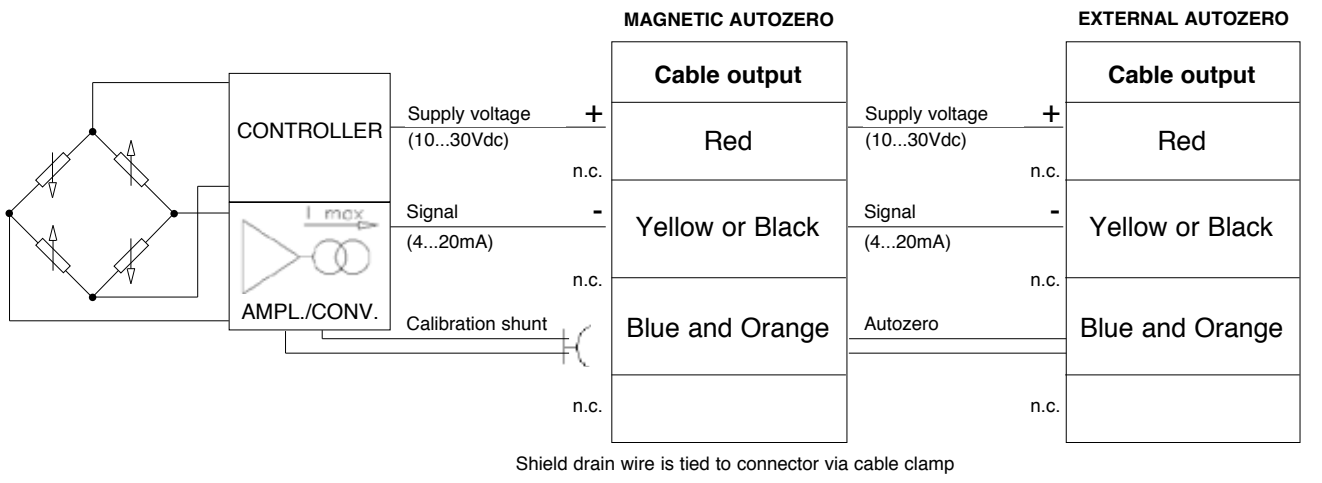 MAGNETIC AUTOZERO
EXTERNAL AUTOZERO
Cable output
Cable output
CONTROLLER
Supply voltage
+
(10...30Vdc)
Red
Supply voltage
+
(10...30Vdc)
Red
n.c.
n.c.
I max
Signal
-
(4...20mA)
Yellow or Black
Signal
-
(4...20mA)
Yellow or Black
n.c.
n.c.
AMPL./CONV.
Calibration shunt
Blue and Orange
Autozero
Blue and Orange
n.c.
n.c.
Shield drain wire is tied to connector via cable clamp